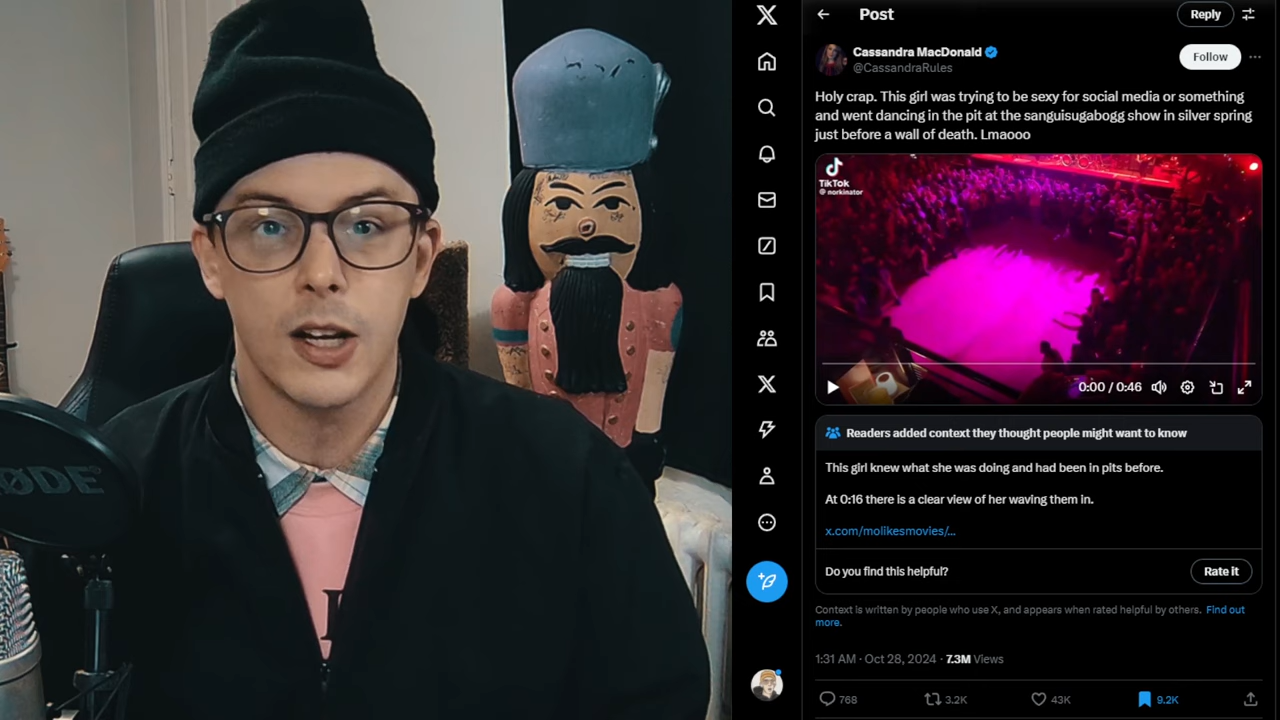 RØDE
Post
Reply
Cassandra MacDonald
@CassandraRules
Follow
Holy crap. This girl was trying to be sexy for social media or something
and went dancing in the pit at the sanguisugabogg show in silver spring
just before a wall of death. Lmaooo
TikTok
@ norkinator
0:00 / 0:46
Readers added context they thought people might want to know
This girl knew what she was doing and had been in pits before.
At 0:16 there is a clear view of her waving them in.
x.com/molikesmovies/...
Do you find this helpful?
Rate it
Context is written by people who use X, and appears when rated helpful by others. Find out
more.
1:31 AM · Oct 28, 2024 · 7.3M Views
768
3.2K
43K
9.2K